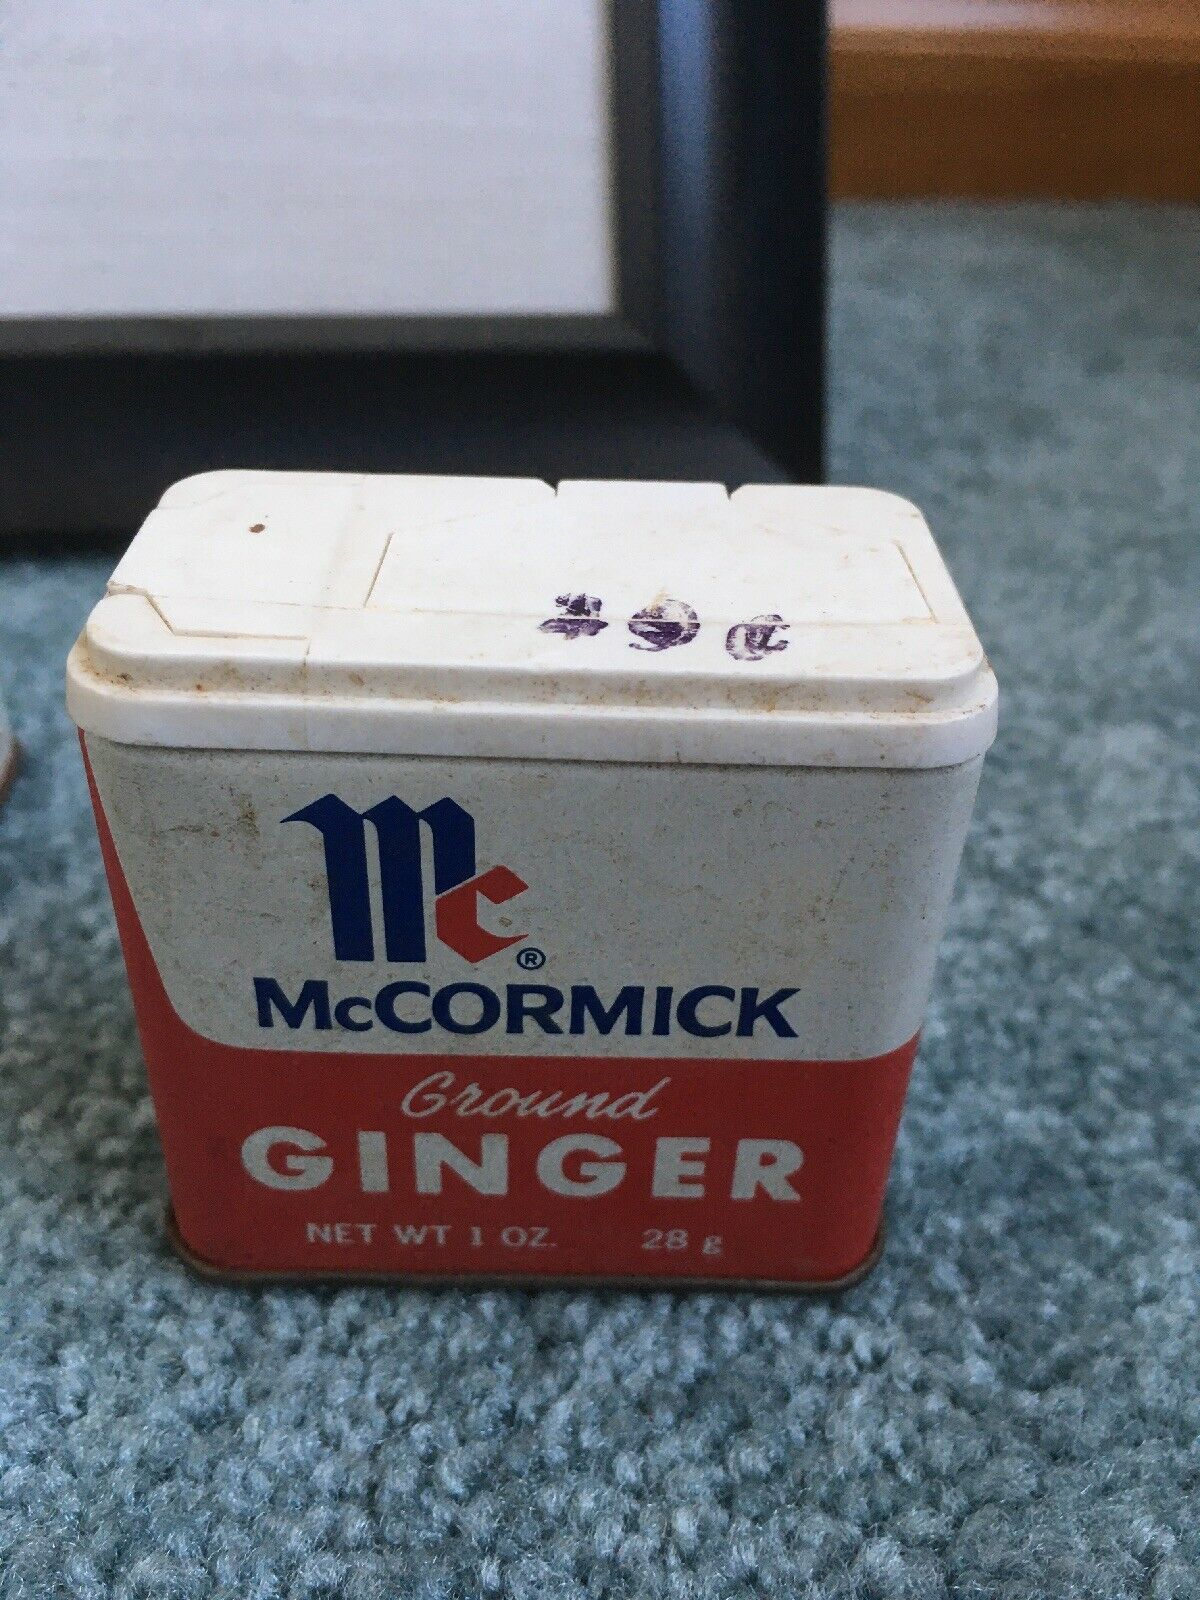 Mc®
McCORMICK
Ground
GINGER
NET WT 1 OZ. 28 g